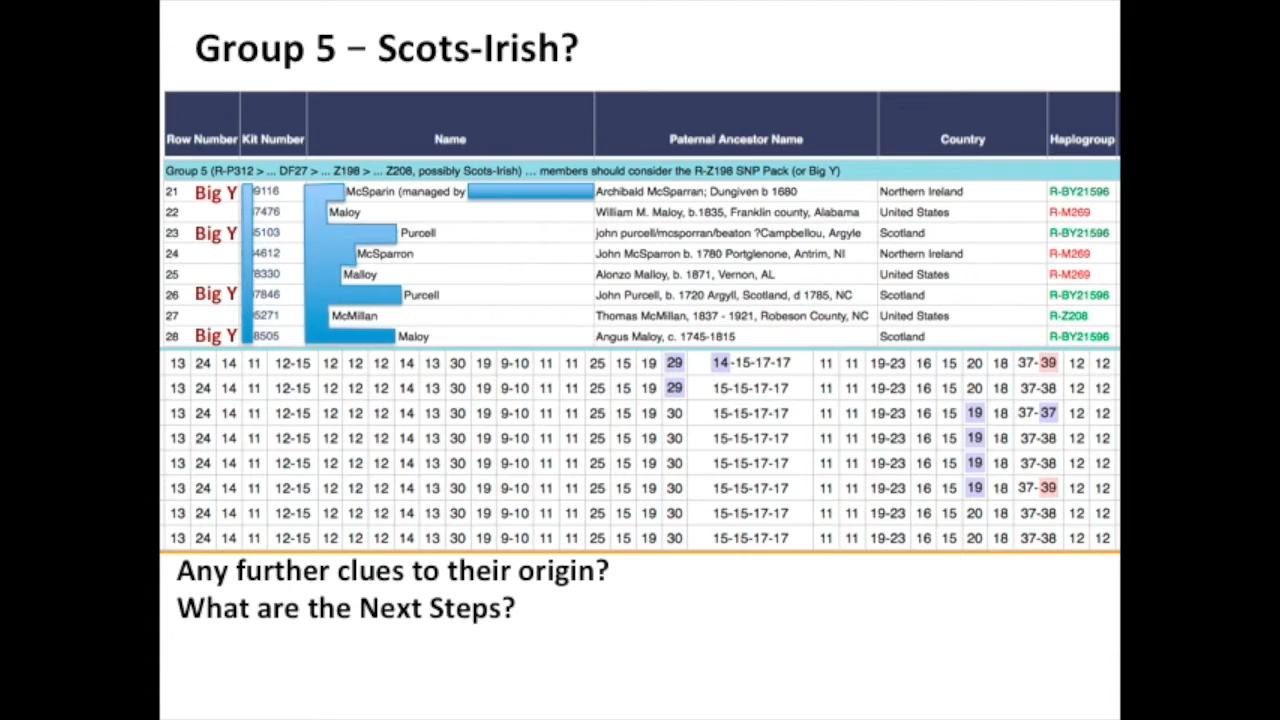 Group 5 – Scots-Irish?
Row Number Kit Number Name Paternal Ancestor Name Country Haplogroup
Group 5 (R-P312 > ... DF27 > ... Z198 > ... Z208, possibly Scots-Irish) ... members should consider the R-Z198 SNP Pack (or Big Y)
21 Big Y 9116 McSparin (managed by Archibald McSparran; Dungiven b 1680 Northern Ireland R-BY21596
22 7476 Maloy William M. Maloy, b.1835, Franklin county, Alabama United States R-M269
23 Big Y 5103 Purcell john purcell/mcsporran/beaton ?Campbellou, Argyle Scotland R-BY21596
24 4612 McSparron John McSparron b. 1780 Portglenone, Antrim, NI Northern Ireland R-M269
25 8330 Malloy Alonzo Malloy, b. 1871, Vernon, AL United States R-M269
26 Big Y 7846 Purcell John Purcell, b. 1720 Argyll, Scotland, d 1785, NC Scotland R-BY21596
27 5271 McMillan Thomas McMillan, 1837 - 1921, Robeson County, NC United States R-Z208
28 Big Y 8505 Maloy Angus Maloy, c. 1745-1815 Scotland R-BY21596
13 24 14 11 12-15 12 12 12 14 13 30 19 9-10 11 11 25 15 19 29 14-15-17-17 11 11 19-23 16 15 20 18 37-39 12 12
13 24 14 11 12-15 12 12 12 14 13 30 19 9-10 11 11 25 15 19 29 15-15-17-17 11 11 19-23 16 15 20 18 37-38 12 12
13 24 14 11 12-15 12 12 12 14 13 30 19 9-10 11 11 25 15 19 30 15-15-17-17 11 11 19-23 16 15 19 18 37-37 12 12
13 24 14 11 12-15 12 12 12 14 13 30 19 9-10 11 11 25 15 19 30 15-15-17-17 11 11 19-23 16 15 19 18 37-38 12 12
13 24 14 11 12-15 12 12 12 14 13 30 19 9-10 11 11 25 15 19 30 15-15-17-17 11 11 19-23 16 15 19 18 37-38 12 12
13 24 14 11 12-15 12 12 12 14 13 30 19 9-10 11 11 25 15 19 30 15-15-17-17 11 11 19-23 16 15 19 18 37-39 12 12
13 24 14 11 12-15 12 12 12 14 13 30 19 9-10 11 11 25 15 19 30 15-15-17-17 11 11 19-23 16 15 20 18 37-38 12 12
13 24 14 11 12-15 12 12 12 14 13 30 19 9-10 11 11 25 15 19 30 15-15-17-17 11 11 19-23 16 15 20 18 37-38 12 12
Any further clues to their origin?
What are the Next Steps?